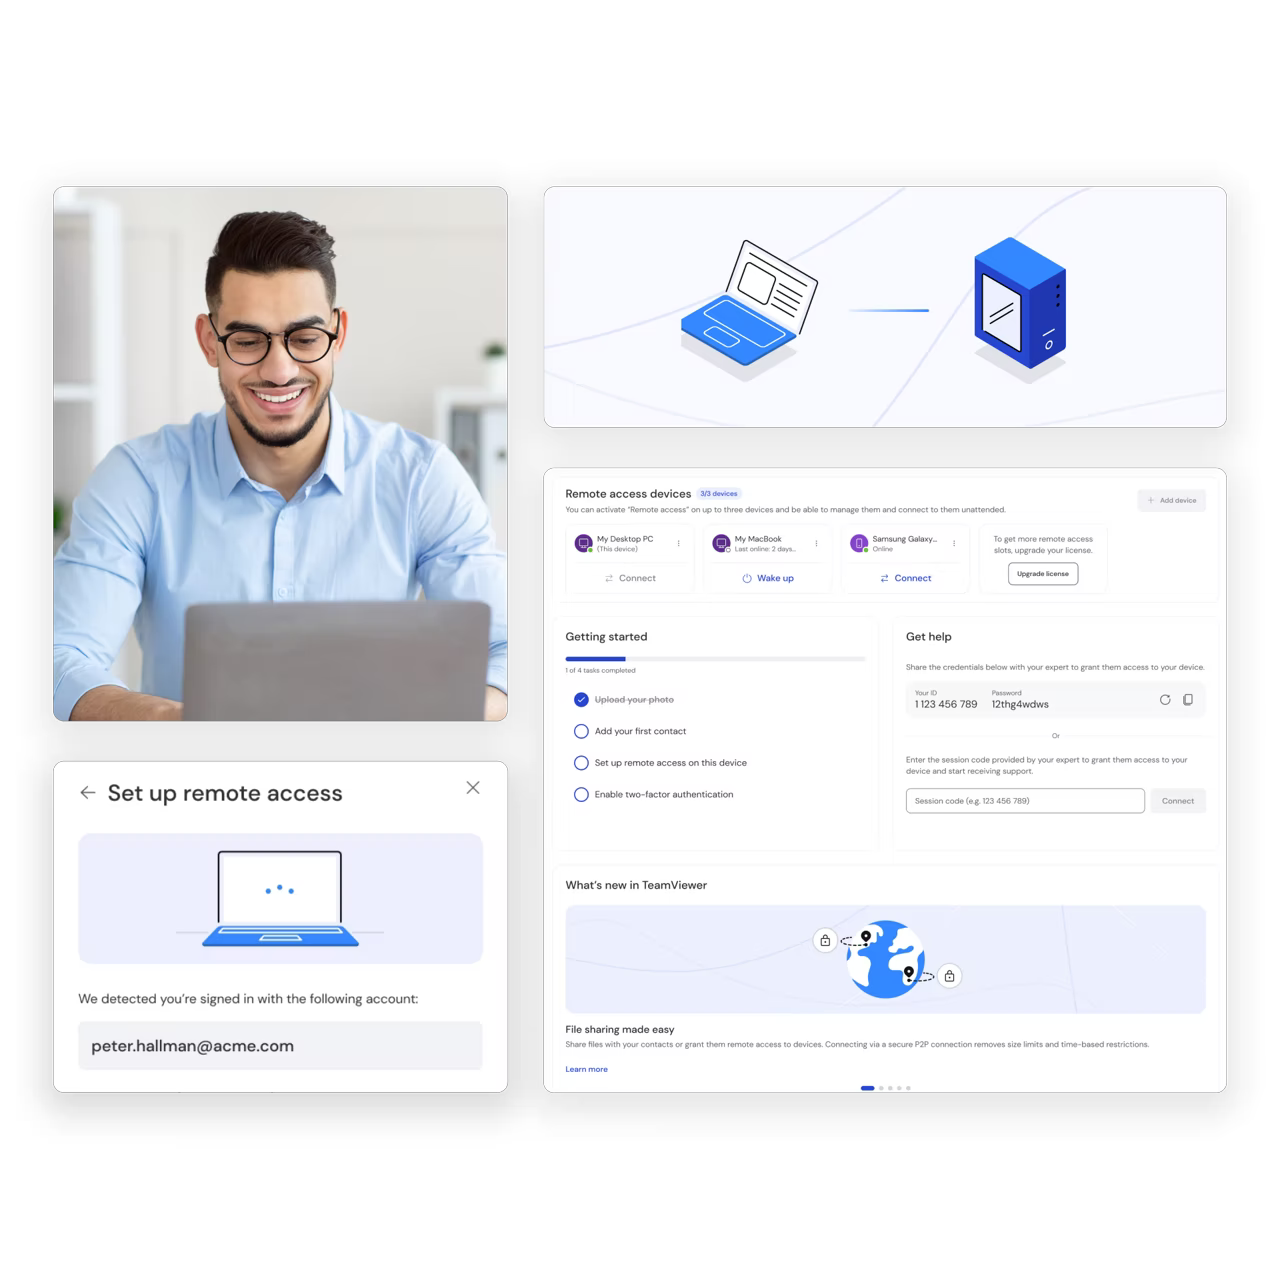 Set up remote access
We detected you're signed in with the following account:
peter.hallman@acme.com
Remote access devices 3/3 devices
You can activate "Remote access" on up to three devices and be able to manage them and connect to them unattended.
+ Add device
My Desktop PC
(This device)
Connect
My MacBook
Last online: 2 days...
Wake up
Samsung Galaxy...
Online
Connect
To get more remote access
slots, upgrade your license.
Upgrade license
Getting started
1 of 4 tasks completed
Upload your photo
Add your first contact
Set up remote access on this device
Enable two-factor authentication
Get help
Share the credentials below with your expert to grant them access to your device.
Your ID Password
1 123 456 789 12thg4wdws
Or
Enter the session code provided by your expert to grant them access to your
device and start receiving support.
Session code (e.g. 123 456 789) Connect
What's new in TeamViewer
File sharing made easy
Share files with your contacts or grant them remote access to devices. Connecting via a secure P2P connection removes size limits and time-based restrictions.
Learn more